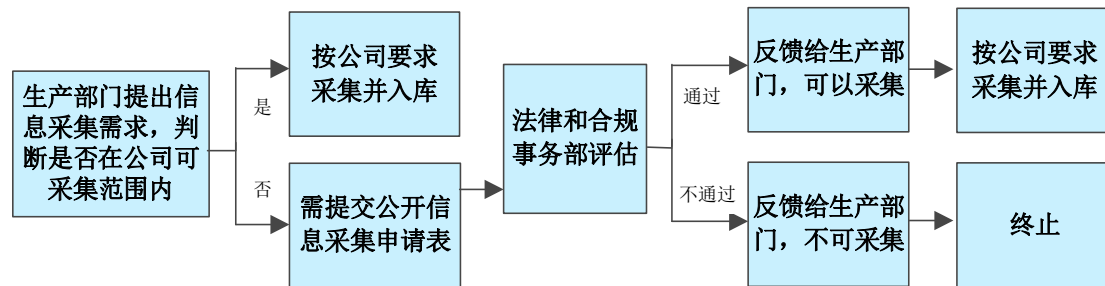 生产部门提出信
息采集需求，判
断是否在公司可
采集范围内
是
否
按公司要求
采集并入库
需提交公开信
息采集申请表
法律和合规
事务部评估
通过
不通过
反馈给生产部
门，可以采集
按公司要求
采集并入库
反馈给生产部
门，不可采集
终止